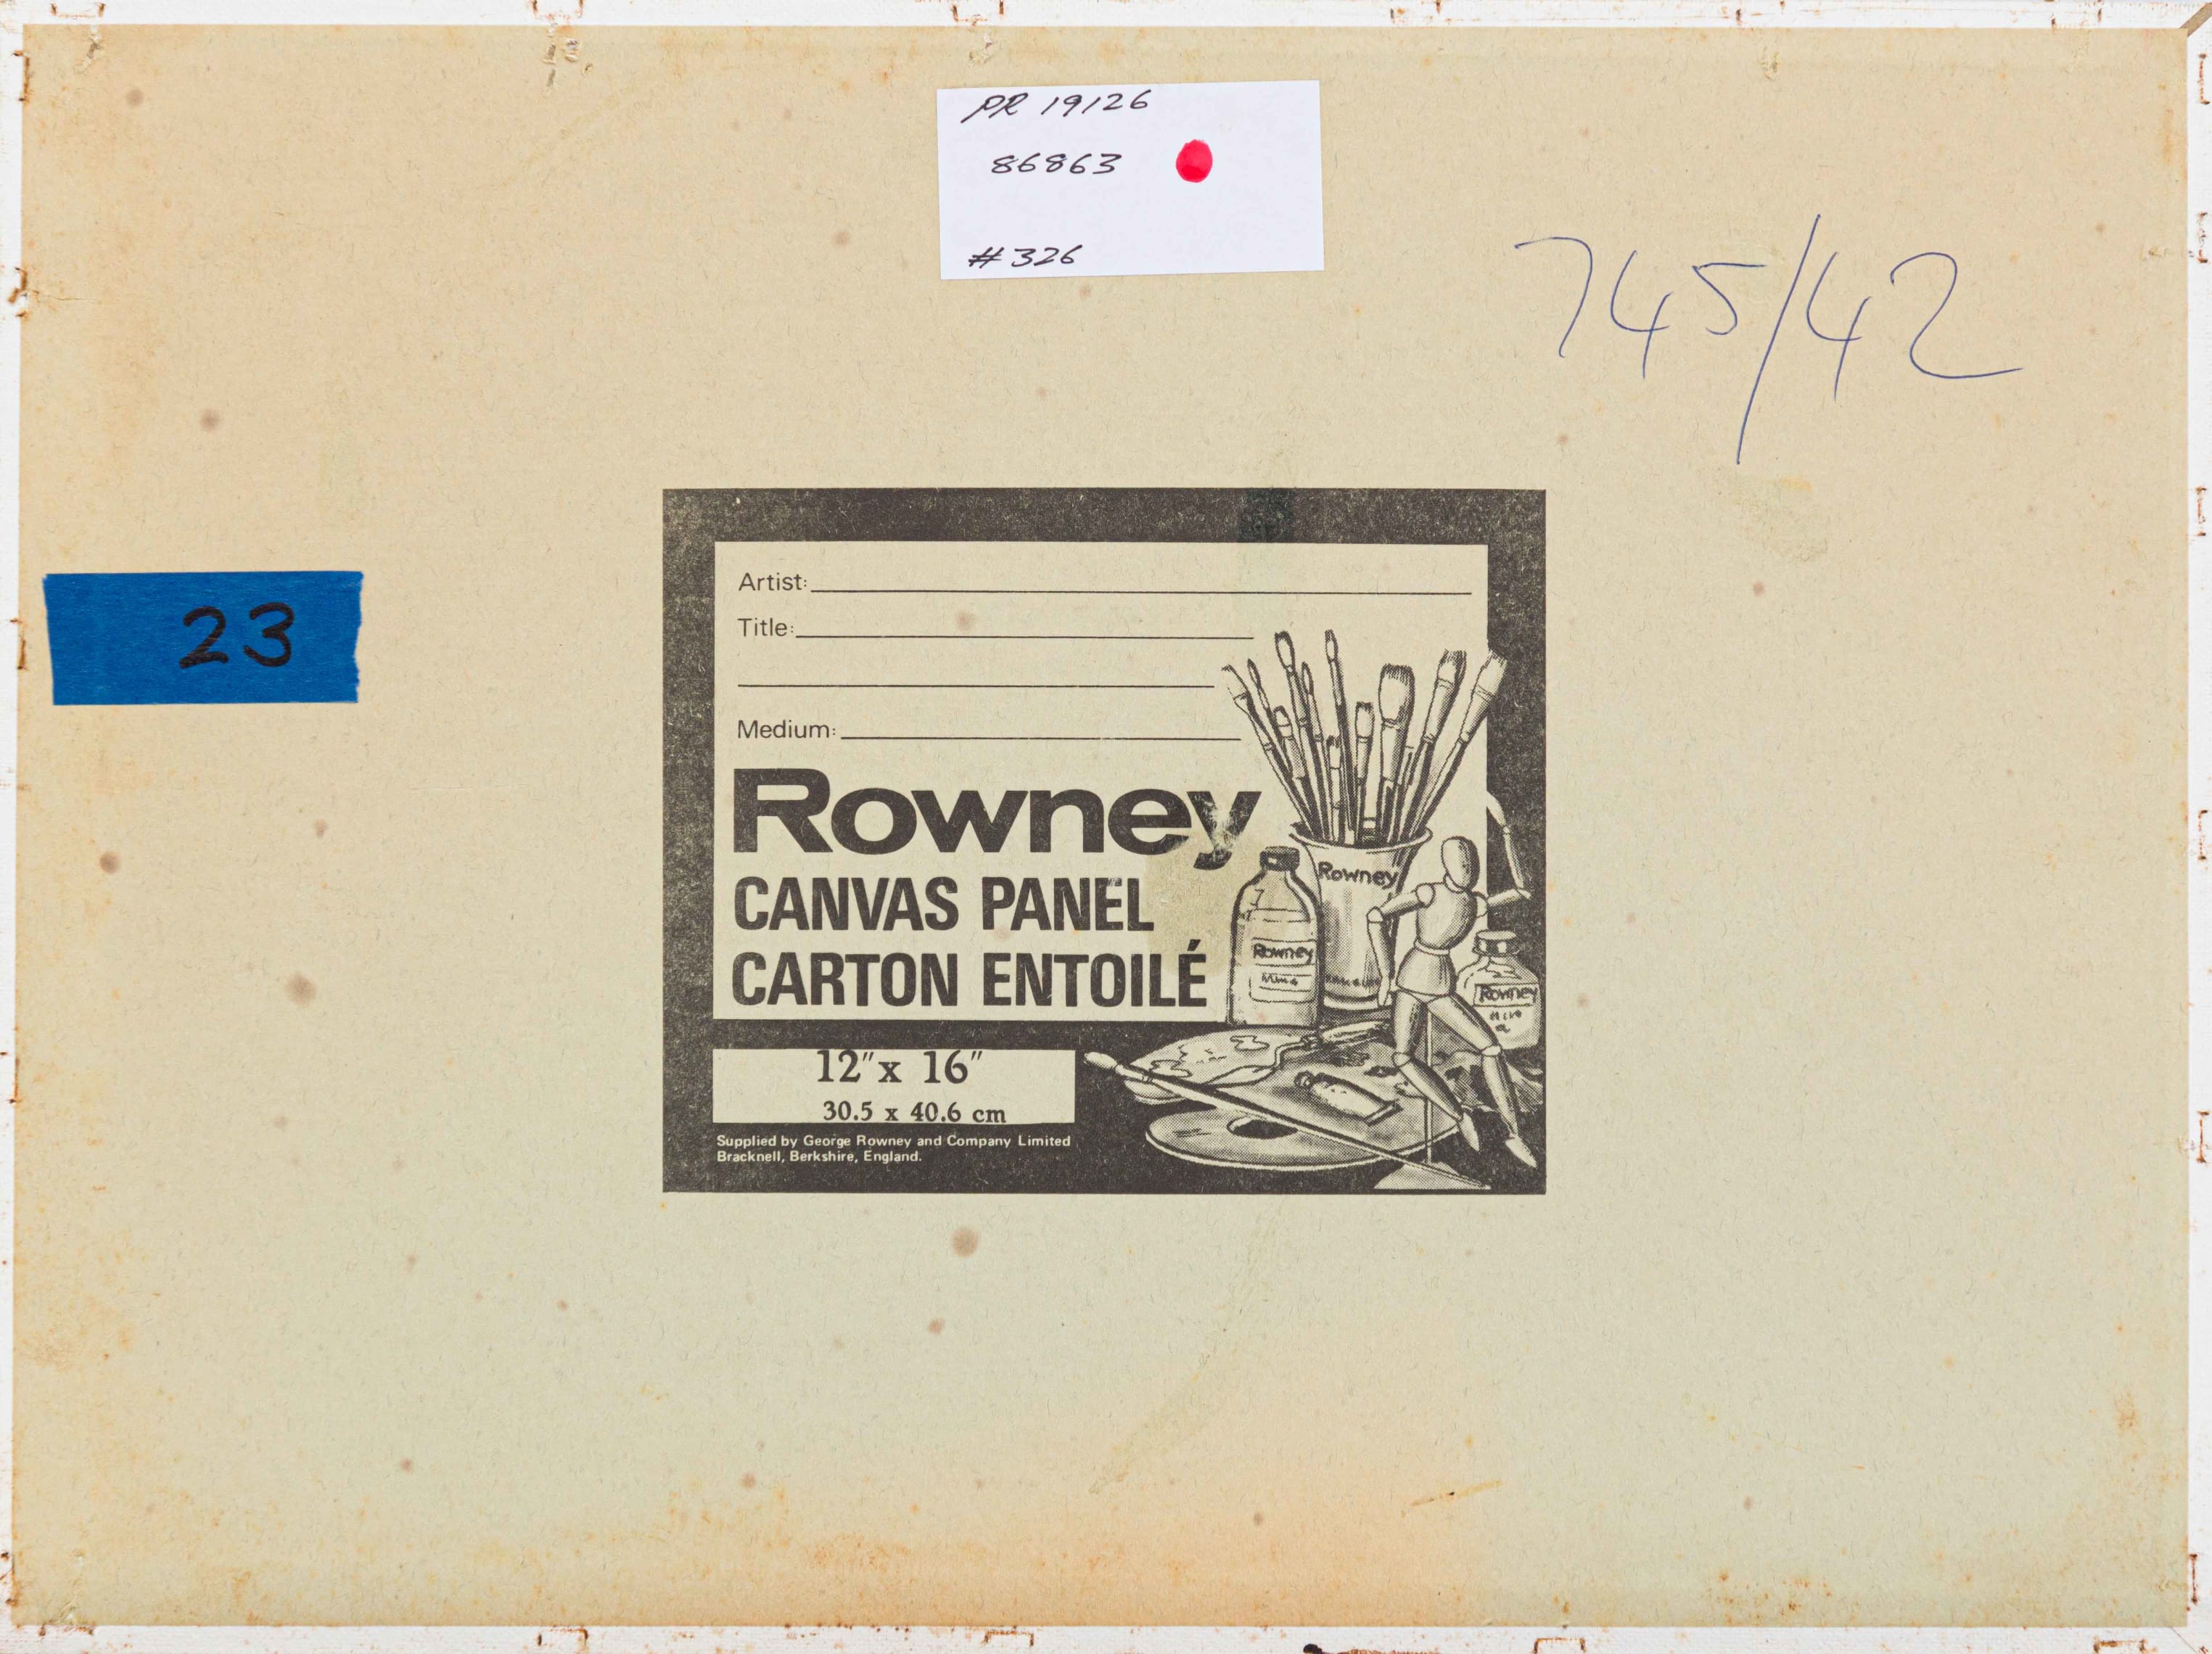 PR 19126
86863
#326
745/42
23
Artist:
Title:
Medium:
Rowney
CANVAS PANEL
CARTON ENTOILÉ
Rowney
Rowney
Rowney
12" x 16"
30.5 x 40.6 cm
Supplied by George Rowney and Company Limited
Bracknell, Berkshire, England.